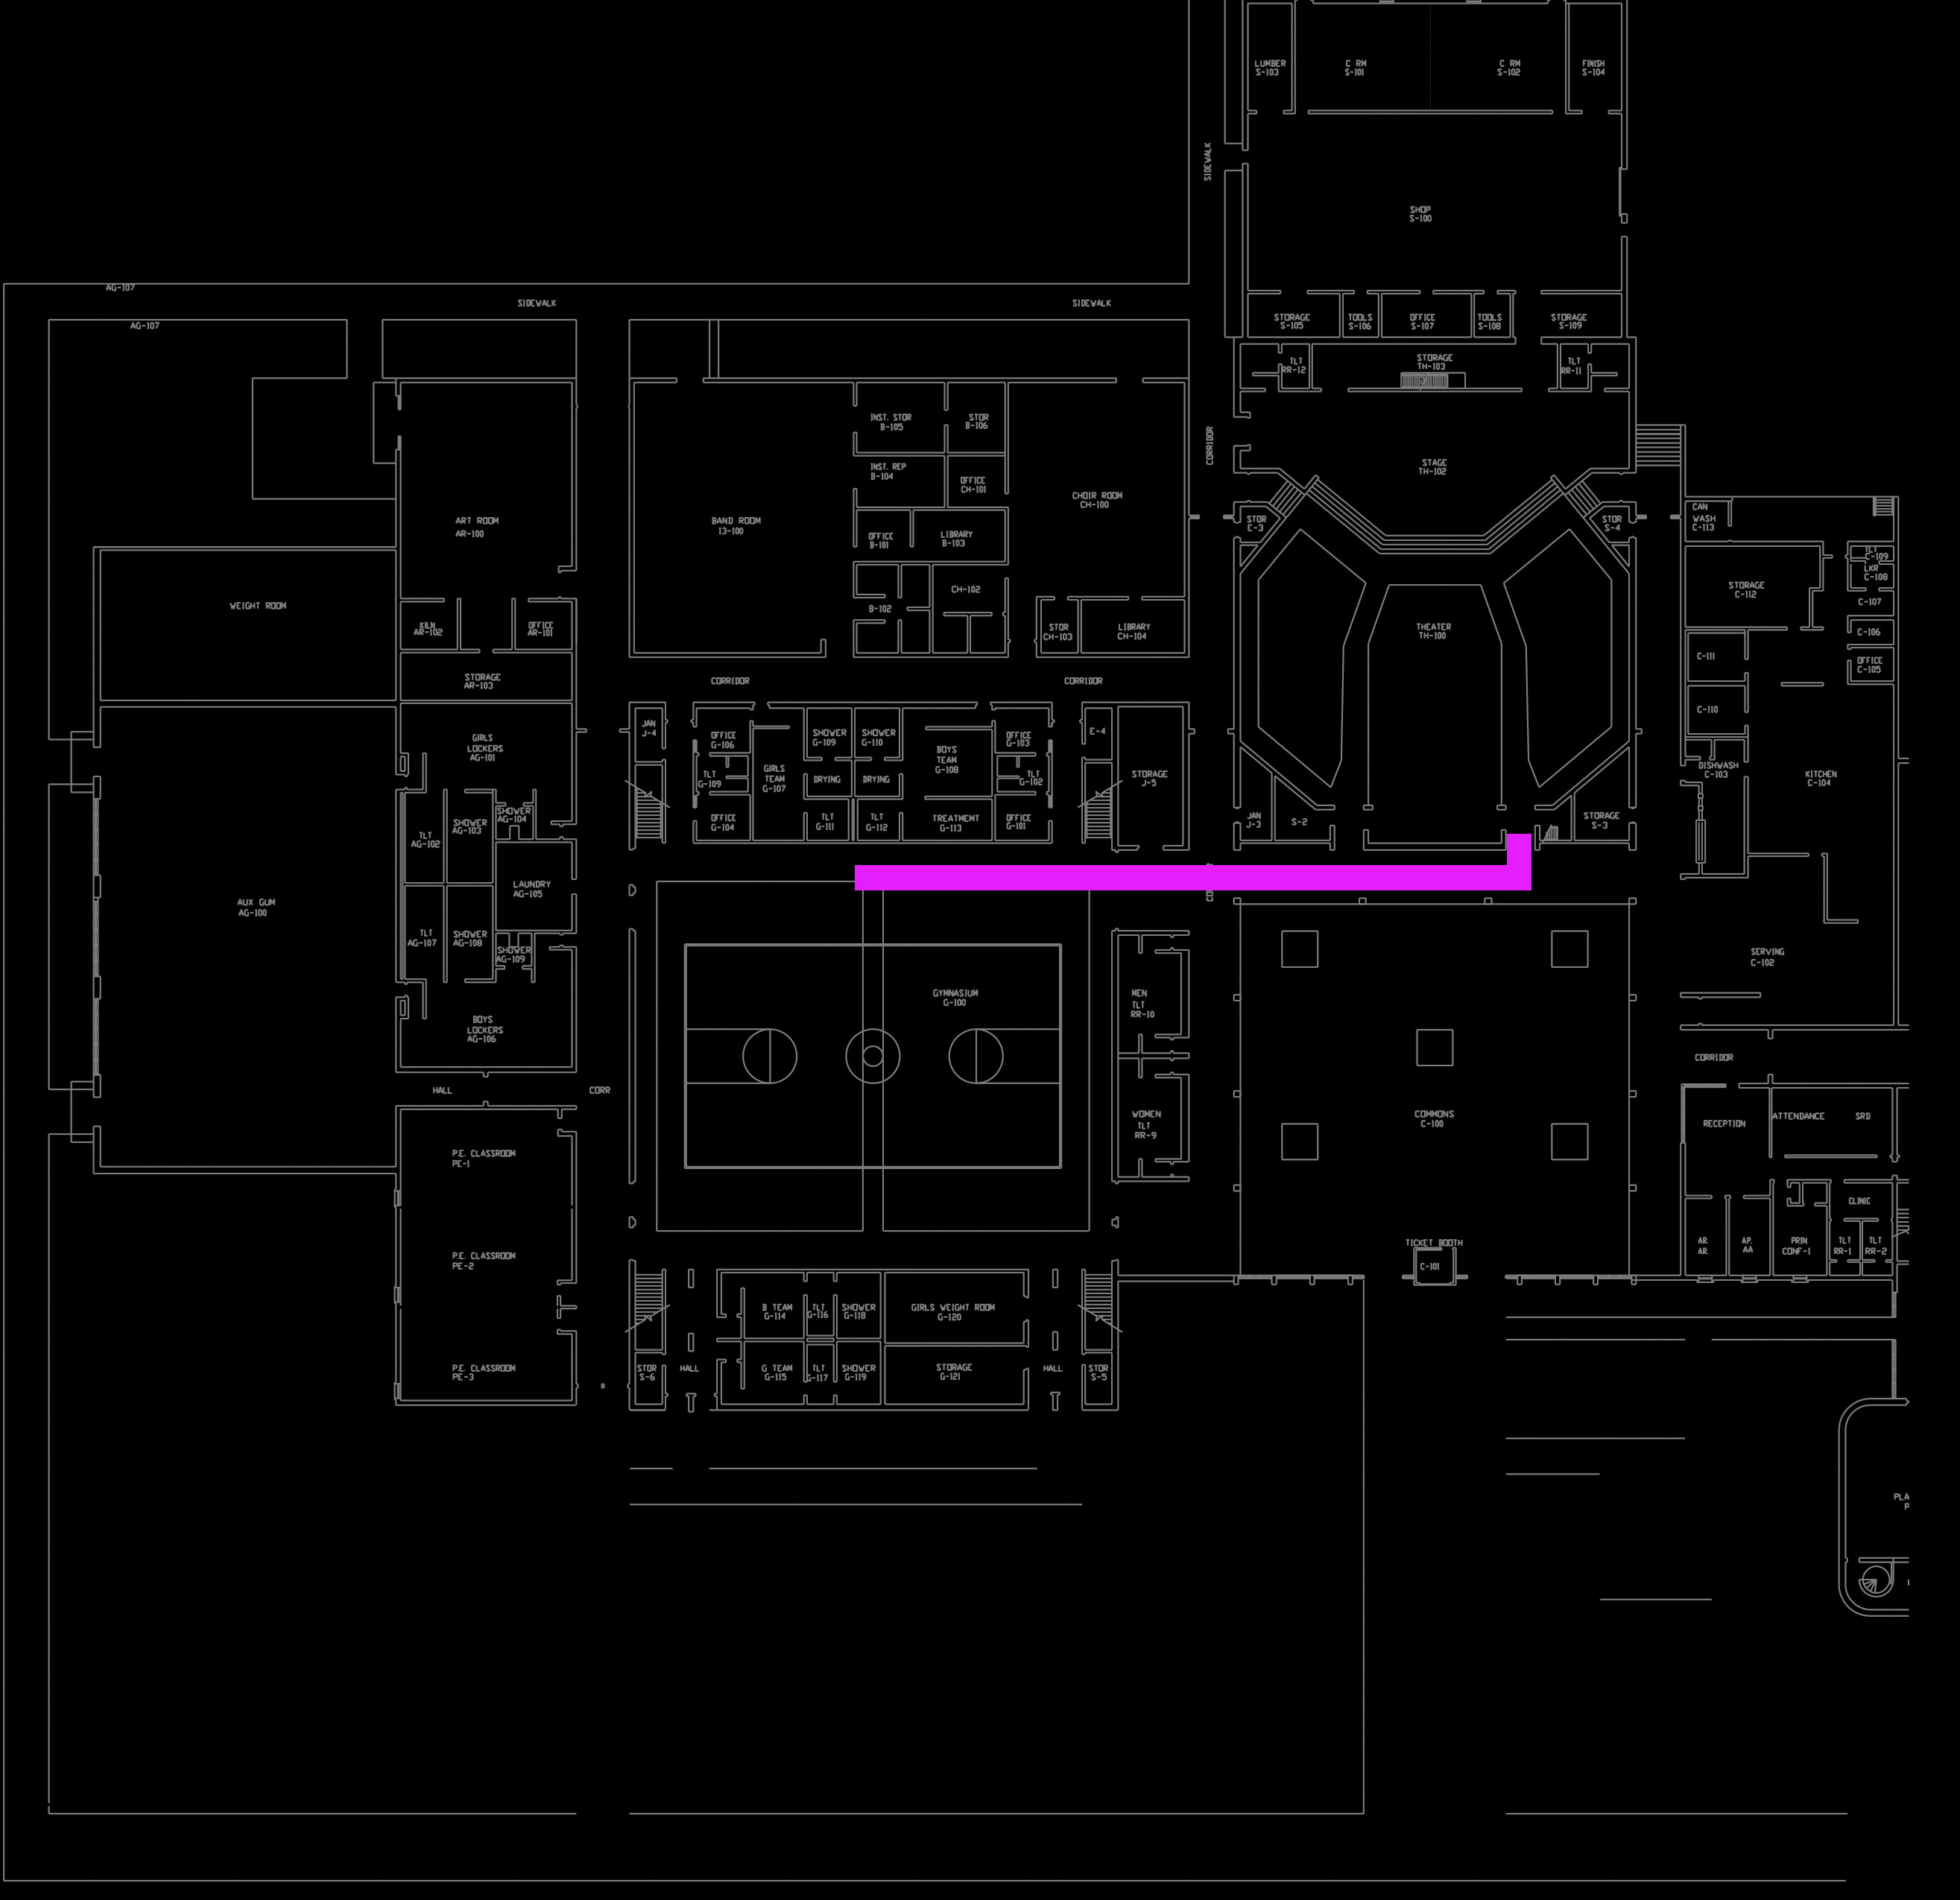 LUMBER
S-103
C RM
S-101
C RM
S-102
FINISH
S-104
SIDEWALK
SHOP
S-100
AG-107
SIDEWALK
SIDEWALK
AG-107
STORAGE
S-105
TOOLS
S-106
OFFICE
S-107
TOOLS
S-108
STORAGE
S-109
TLT
RR-12
STORAGE
TH-103
TLT
RR-11
INST. STOR
B-105
STOR
B-106
CORRIDOR
INST. REP
B-104
OFFICE
CH-101
CHOIR ROOM
CH-100
STAGE
TH-102
ART ROOM
AR-100
BAND ROOM
13-100
OFFICE
B-101
LIBRARY
B-103
STOR
E-3
STOR
S-4
CAN
WASH
C-113
TLT
C-109
LKR
C-108
STORAGE
C-112
C-107
WEIGHT ROOM
B-102
CH-102
KILN
AR-102
OFFICE
AR-101
STOR
CH-103
LIBRARY
CH-104
THEATER
TH-100
C-106
C-111
OFFICE
C-105
STORAGE
AR-103
CORRIDOR
CORRIDOR
C-110
JAN
J-4
OFFICE
G-106
SHOWER
G-109
SHOWER
G-110
BOYS
TEAM
G-108
OFFICE
G-103
E-4
GIRLS
LOCKERS
AG-101
TLT
G-109
GIRLS
TEAM
G-107
DRYING
DRYING
TLT
G-102
STORAGE
J-5
DISHWASH
C-103
KITCHEN
C-104
SHOWER
AG-104
SHOWER
AG-103
TLT
AG-102
OFFICE
G-104
TLT
G-111
TLT
G-112
TREATMEMT
G-113
OFFICE
G-101
JAN
J-3
S-2
STORAGE
S-3
LAUNDRY
AG-105
AUX GUM
AG-100
TLT
AG-107
SHOWER
AG-108
SHOWER
AG-109
SERVING
C-102
GYMNASIUM
G-100
MEN
TLT
RR-10
BOYS
LOCKERS
AG-106
CORRIDOR
HALL
CORR
WOMEN
TLT
RR-9
COMMONS
C-100
RECEPTION
ATTENDANCE
SRD
P.E. CLASSROOM
PE-1
CLINIC
P.E. CLASSROOM
PE-2
TICKET BOOTH
C-101
AR.
AR.
AP.
AA
PRIN
CONF-1
TLT
RR-1
TLT
RR-2
B TEAM
G-114
TLT
G-116
SHOWER
G-118
GIRLS WEIGHT ROOM
G-120
P.E. CLASSROOM
PE-3
STOR
S-6
HALL
G TEAM
G-115
TLT
G-117
SHOWER
G-119
STORAGE
G-121
HALL
STOR
S-5
PLA
P